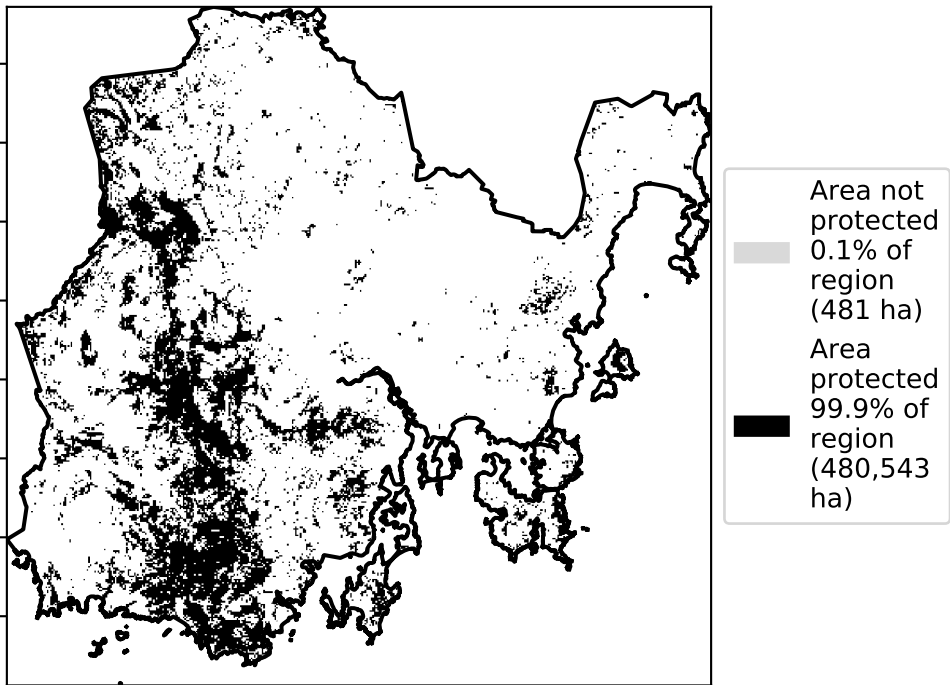 Area not
protected
0.1% of
region
(481 ha)
Area
protected
99.9% of
region
(480,543
ha)